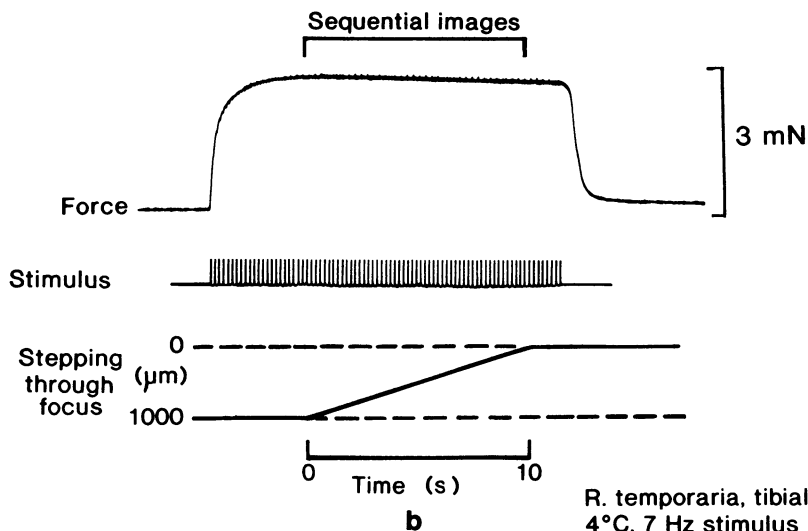 Sequential images
3 mN
Force
Stimulus
Stepping
through
focus
(µm)
0
1000
0
10
Time (s)
b
R. temporaria, tibial
4°C, 7 Hz stimulus